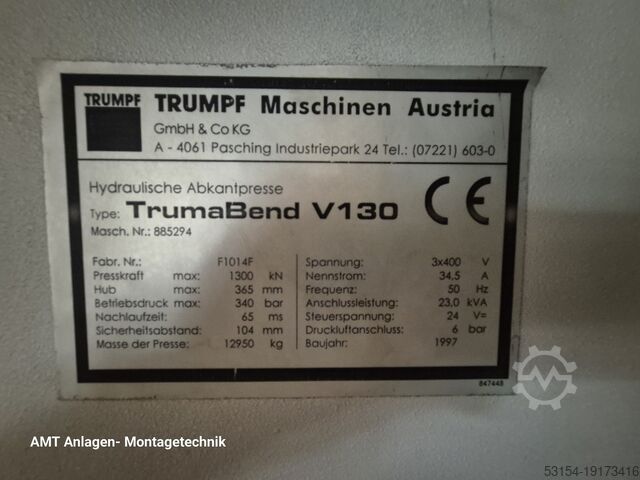 TRUMPF
TRUMPF Maschinen Austria
GmbH & Co KG
A - 4061 Pasching Industriepark 24 Tel.: (07221) 603-0
Hydraulische Abkantpresse
Type: TrumaBend V130 CE
Masch. Nr.: 885294
Fabr. Nr.: F1014F Spannung: 3x400 V
Presskraft max: 1300 kN Nennstrom: 34,5 A
Hub max: 365 mm Frequenz: 50 Hz
Betriebsdruck max: 340 bar Anschlussleistung: 23,0 kVA
Nachlaufzeit: 65 ms Steuerspannung: 24 V=
Sicherheitsabstand: 104 mm Druckluftanschluss: 6 bar
Masse der Presse: 12950 kg Baujahr: 1997
847448
AMT Anlagen- Montagetechnik
53154-19173416